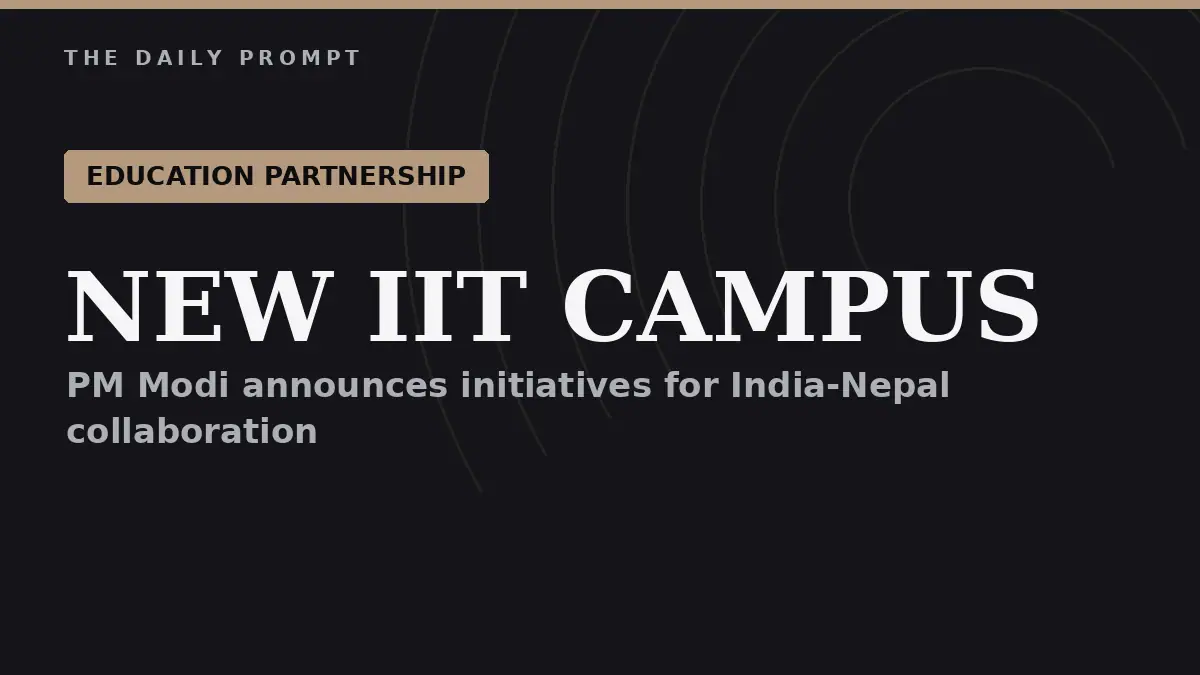 THE DAILY PROMPT
EDUCATION PARTNERSHIP
NEW IIT CAMPUS
PM Modi announces initiatives for India-Nepal
collaboration